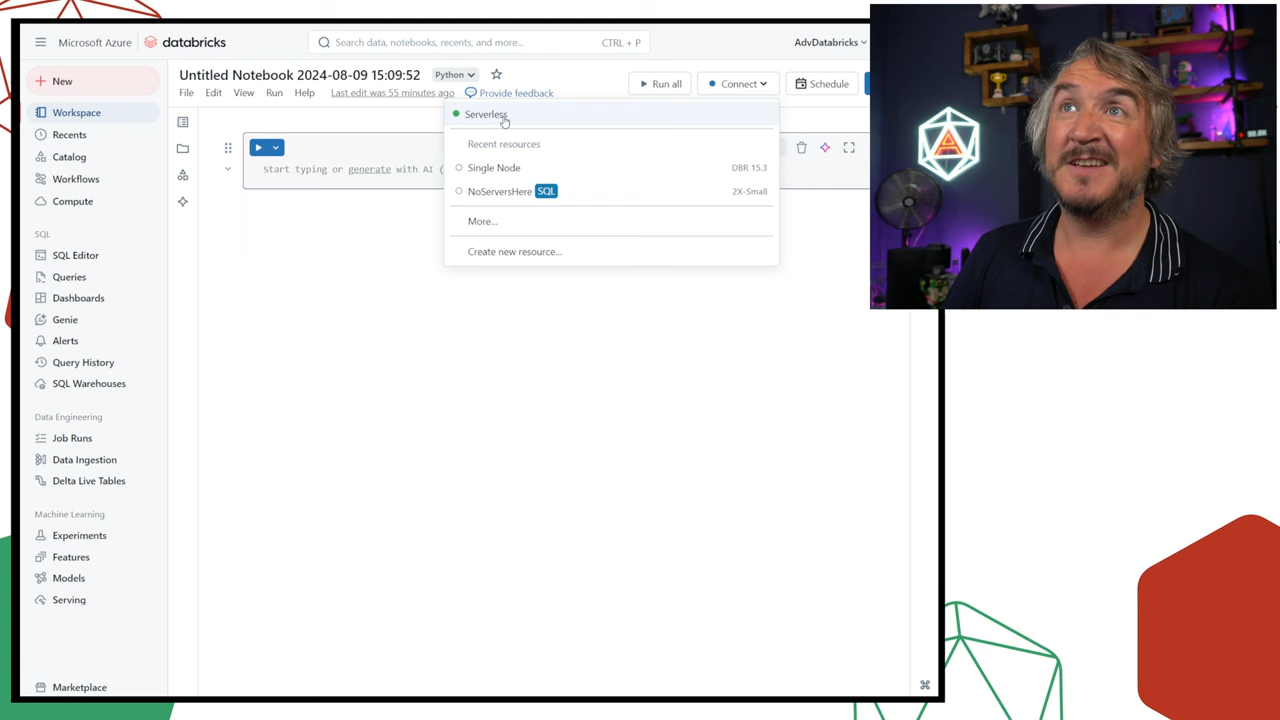 Microsoft Azure
databricks
Search data, notebooks, recents, and more...
CTRL + P
AdvDatabricks
New
Workspace
Recents
Catalog
Workflows
Compute
SQL
SQL Editor
Queries
Dashboards
Genie
Alerts
Query History
SQL Warehouses
Data Engineering
Job Runs
Data Ingestion
Delta Live Tables
Machine Learning
Experiments
Features
Models
Serving
Marketplace
Untitled Notebook 2024-08-09 15:09:52
Python
File Edit View Run Help
Last edit was 55 minutes ago
Provide feedback
Run all
Connect
Schedule
Start typing or generate with AI (
Serverless
Recent resources
Single Node DBR 15.3
NoServersHere SQL 2X-Small
More...
Create new resource...
A